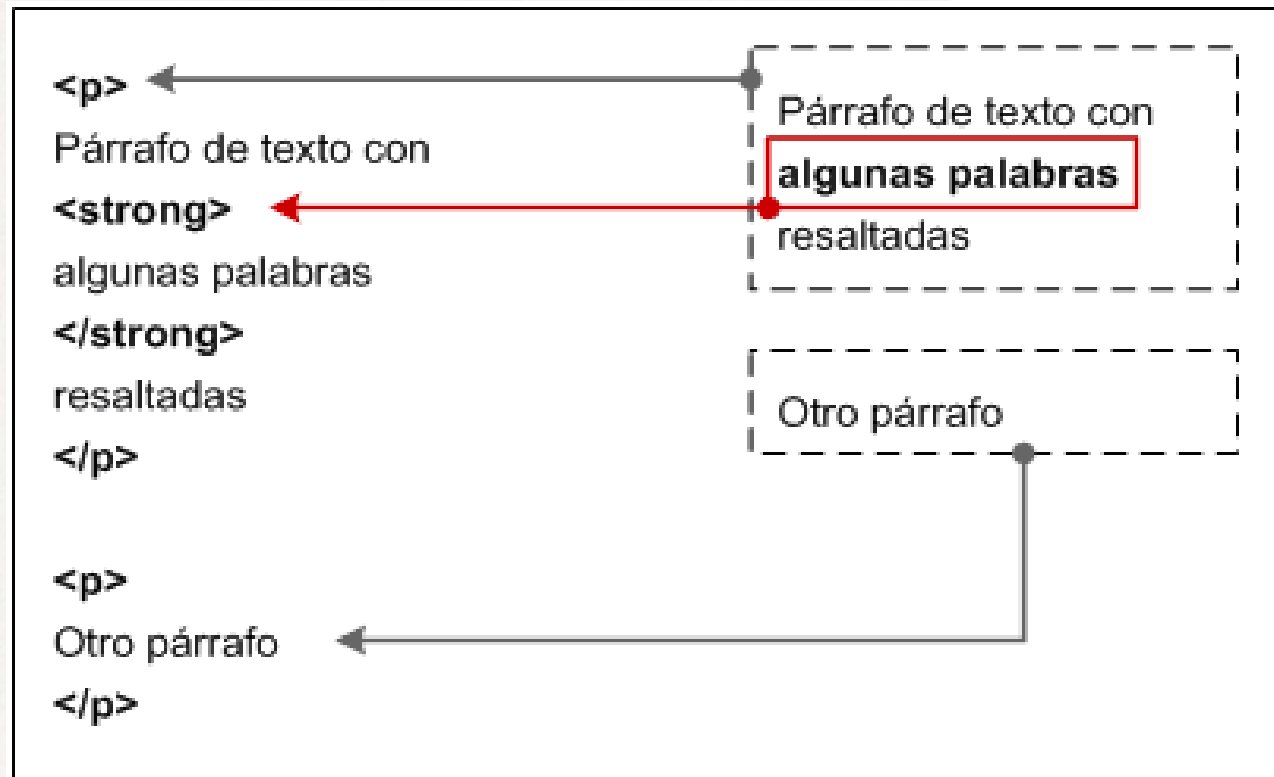 <p>
Párrafo de texto con
<strong>
algunas palabras
</strong>
resaltadas
</p>
<p>
Otro párrafo
</p>
Párrafo de texto con
algunas palabras
resaltadas
Otro párrafo